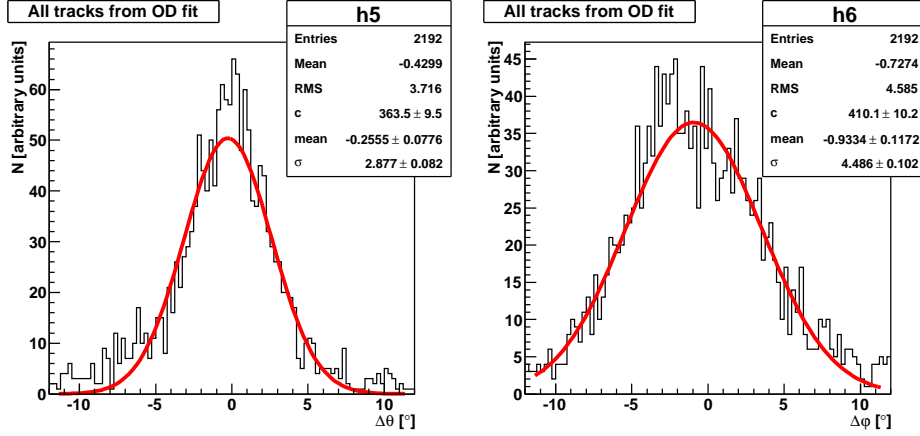 All tracks from OD fit
h5
Entries 2192
Mean -0.4299
RMS 3.716
c 363.5 ± 9.5
mean -0.2555 ± 0.0776
σ 2.877 ± 0.082
N [arbitrary units]
60
50
40
30
20
10
0
-10 -5 0 5 10
Δθ [°]
All tracks from OD fit
h6
Entries 2192
Mean -0.7274
RMS 4.585
c 410.1 ± 10.2
mean -0.9334 ± 0.1172
σ 4.486 ± 0.102
N [arbitrary units]
45
40
35
30
25
20
15
10
5
0
-10 -5 0 5 10
Δφ [°]